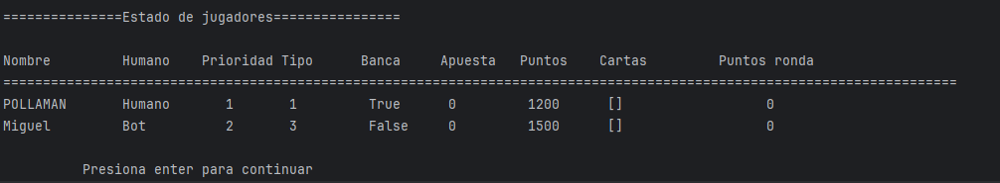 ===============Estado de jugadores================
Nombre         Humano    Prioridad Tipo      Banca     Apuesta   Puntos    Cartas         Puntos ronda
========================================================================================================================
POLLAMAN       Humano       1       1         True      0         1200      []                  0
Miguel         Bot          2       3         False     0         1500      []                  0
Presiona enter para continuar